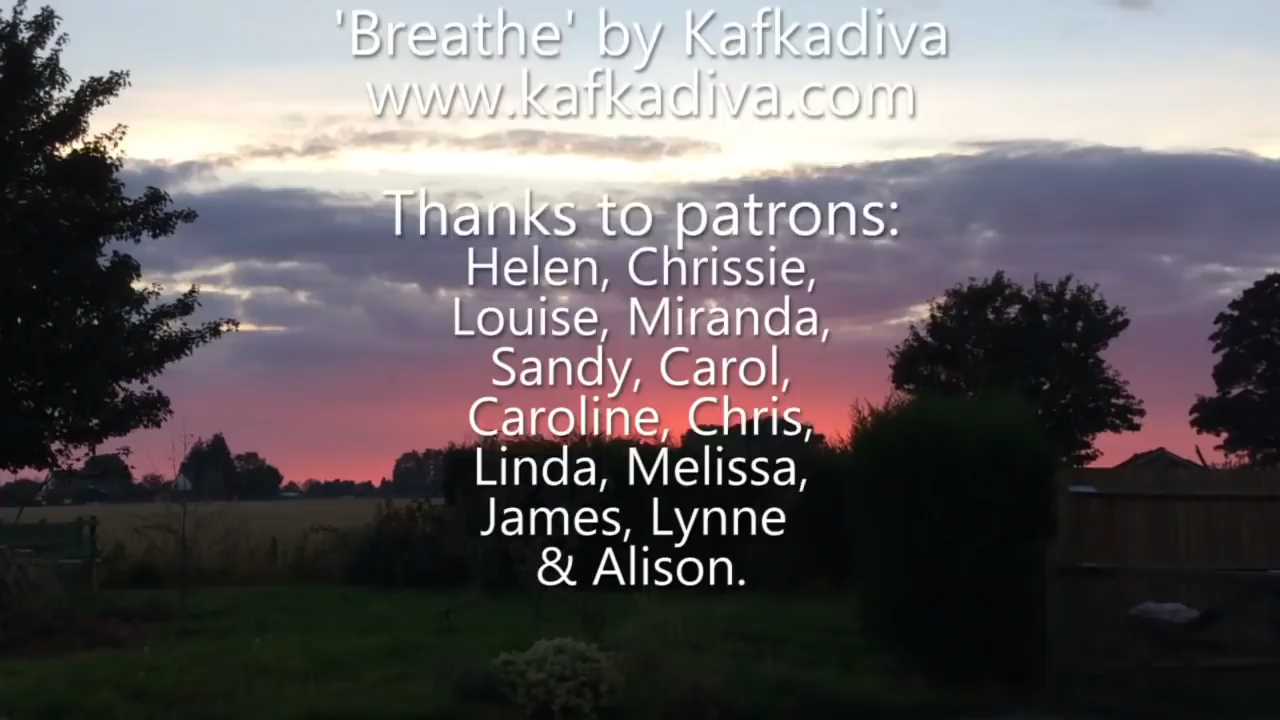 'Breathe' by Kafkadiva
www.kafkadiva.com
Thanks to patrons:
Helen, Chrissie,
Louise, Miranda,
Sandy, Carol,
Caroline, Chris,
Linda, Melissa,
James, Lynne
& Alison.